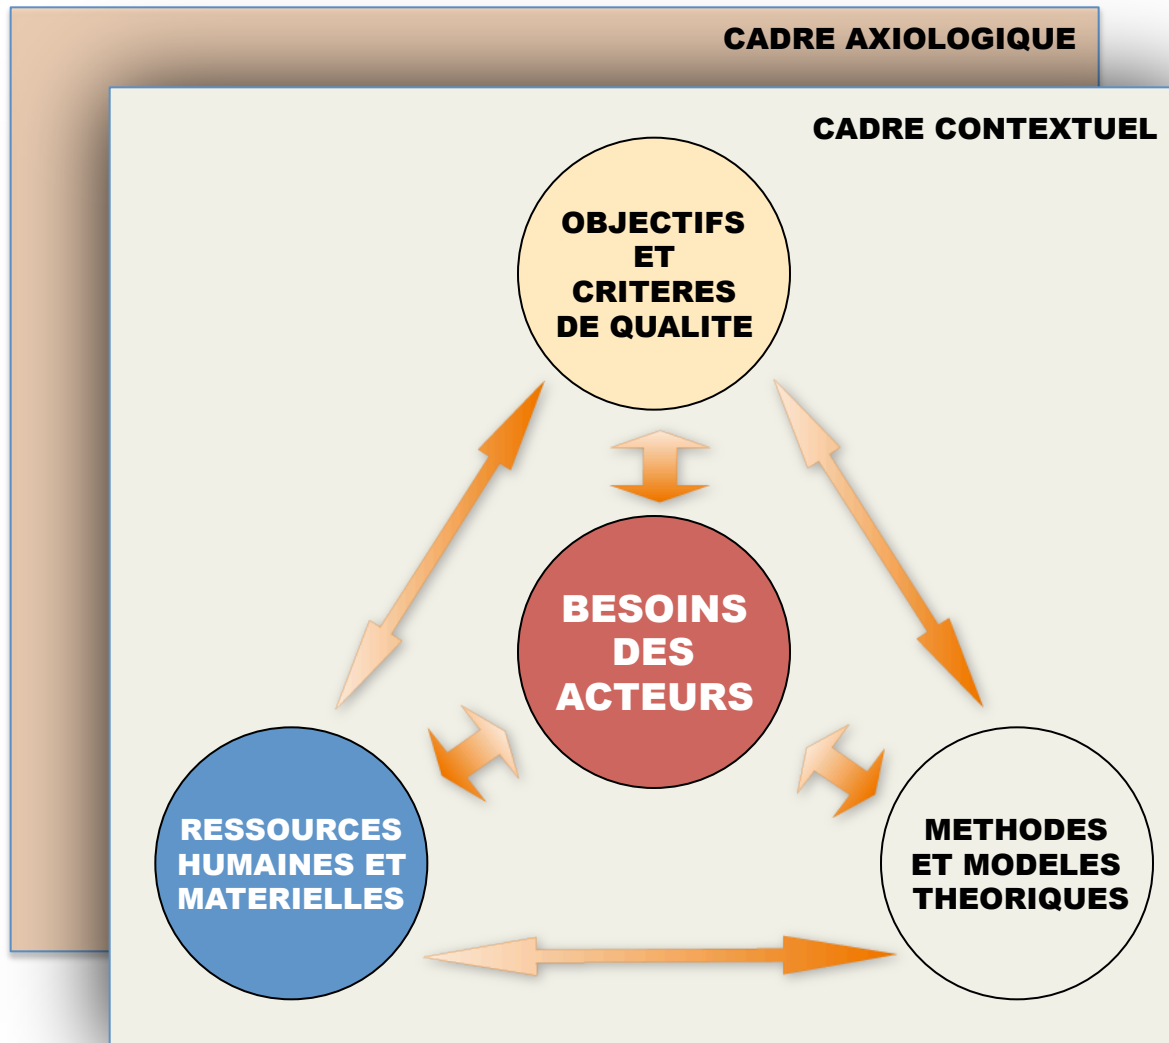 CADRE AXIOLOGIQUE
CADRE CONTEXTUEL
OBJECTIFS
ET
CRITERES
DE QUALITE
BESOINS
DES
ACTEURS
RESSOURCES
HUMAINES ET
MATERIELLES
METHODES
ET MODELES
THEORIQUES